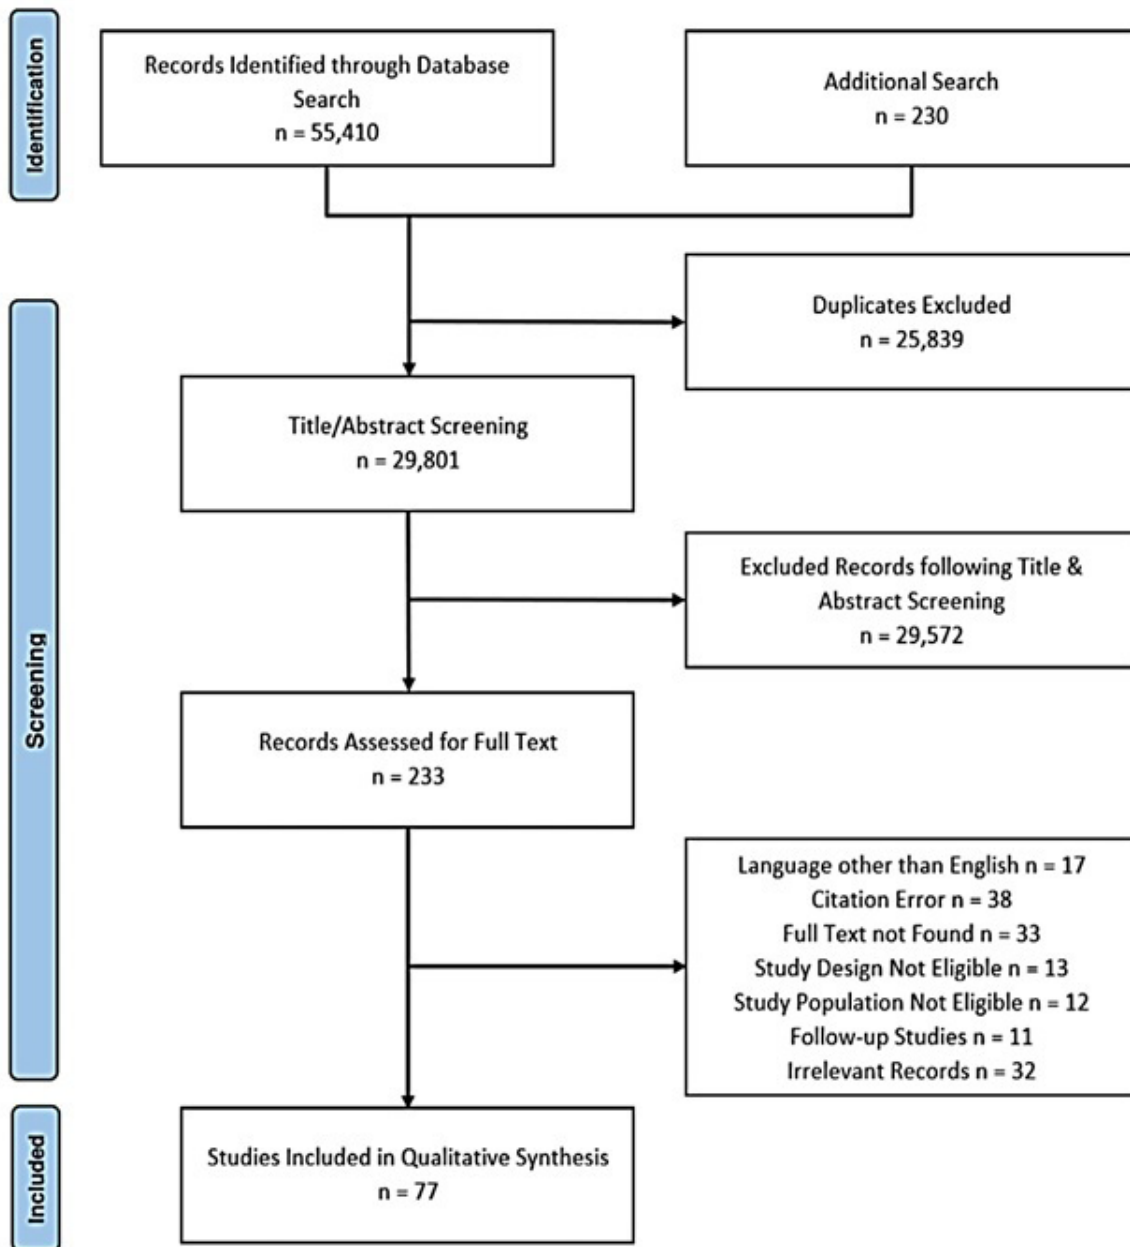 Identification
Records Identified through Database
Search
n = 55,410
Additional Search
n = 230
Screening
Duplicates Excluded
n = 25,839
Title/Abstract Screening
n = 29,801
Excluded Records following Title &
Abstract Screening
n = 29,572
Records Assessed for Full Text
n = 233
Language other than English n = 17
Citation Error n = 38
Full Text not Found n = 33
Study Design Not Eligible n = 13
Study Population Not Eligible n = 12
Follow-up Studies n = 11
Irrelevant Records n = 32
Included
Studies Included in Qualitative Synthesis
n = 77